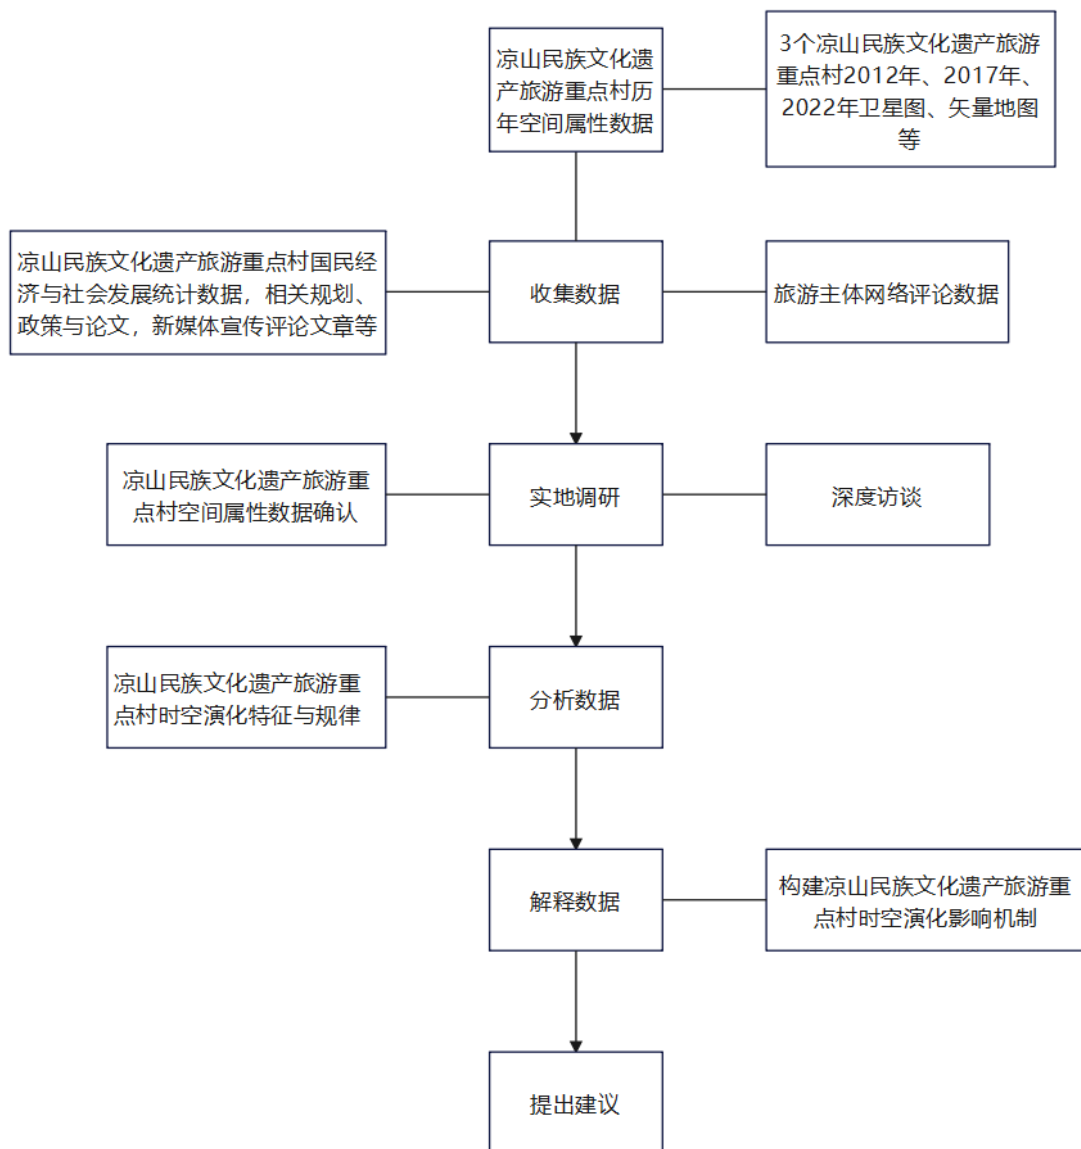 凉山民族文化遗
产旅游重点村历
年空间属性数据
3个凉山民族文化遗产旅游
重点村2012年、2017年、
2022年卫星图、矢量地图
等
凉山民族文化遗产旅游重点村国民经
济与社会发展统计数据，相关规划、
政策与论文，新媒体宣传评论文章等
收集数据
旅游主体网络评论数据
凉山民族文化遗产旅游重
点村空间属性数据确认
实地调研
深度访谈
凉山民族文化遗产旅游重
点村时空演化特征与规律
分析数据
解释数据
构建凉山民族文化遗产旅游重
点村时空演化影响机制
提出建议